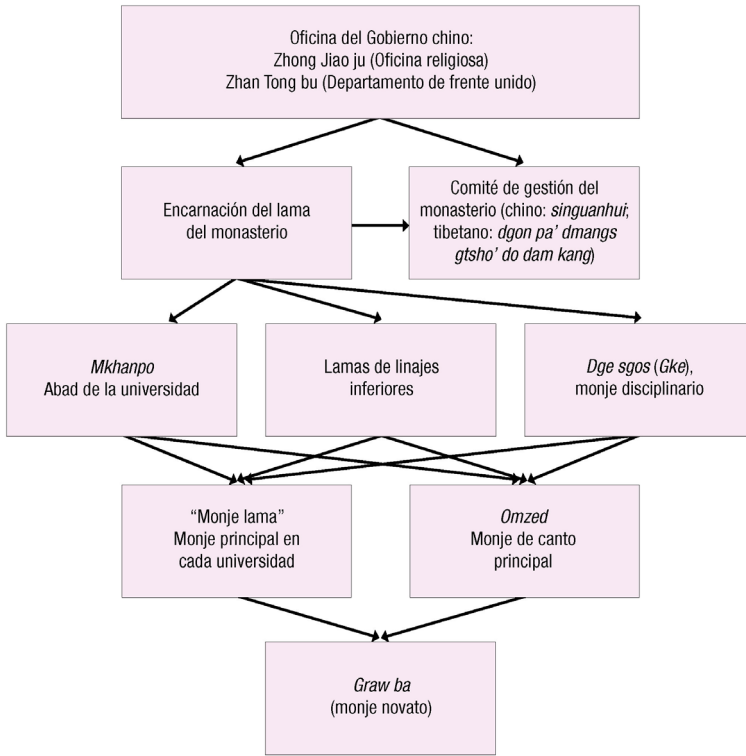 Oficina del Gobierno chino:
Zhong Jiao ju (Oficina religiosa)
Zhan Tong bu (Departamento de frente unido)
Encarnación del lama
del monasterio
Comité de gestión del
monasterio (chino: singuanhui;
tibetano: dgon pa’ dmangs
gtsho’ do dam kang)
Mkhanpo
Abad de la universidad
Lamas de linajes
inferiores
Dge sgos (Gke),
monje disciplinario
“Monje lama”
Monje principal en
cada universidad
Omzed
Monje de canto
principal
Graw ba
(monje novato)